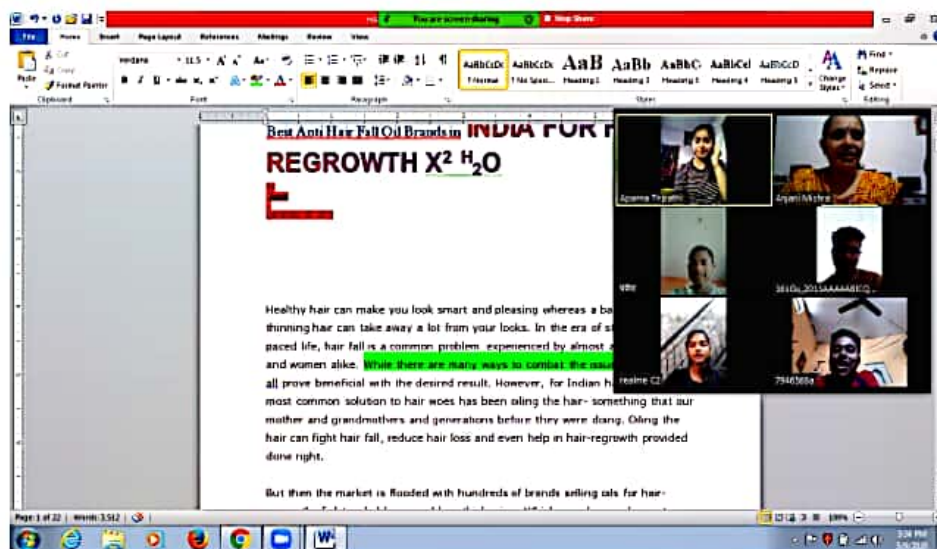 You are screen sharing
Stop Share
File Home Insert Page Layout References Mailings Review View
Cut
Copy
Format Painter
Paste
Verdana 11.5
AaBbCcDc AaBbCcDc AaB AaBb AaBbC AaBbCcI AaBbCcD
¶ Normal ¶ No Spaci... Heading 1 Heading 2 Heading 3 Heading 4 Heading 5
Change Styles
Find
Replace
Select
Clipboard Font Paragraph Styles Editing
Best Anti Hair Fall Oil Brands in INDIA FOR
REGROWTH X² H₂O
Healthy hair can make you look smart and pleasing whereas a
thinning hair can take away a lot from your looks. In the era of
paced life, hair fall is a common problem experienced by almost
and women alike. While there are many ways to combat the
all prove beneficial with the desired result. However, for Indian
most common solution to hair woes has been oiling the hair- something that our
mother and grandmothers and generations before they were doing. Oiling the
hair can fight hair fall, reduce hair loss and even help in hair-regrowth provided
done right.
But then the market is flooded with hundreds of brands selling oils for hair-
Aparna Tripathi
Anjani Mishra
realme C2
Page: 1 of 22 Words: 3,512
100%